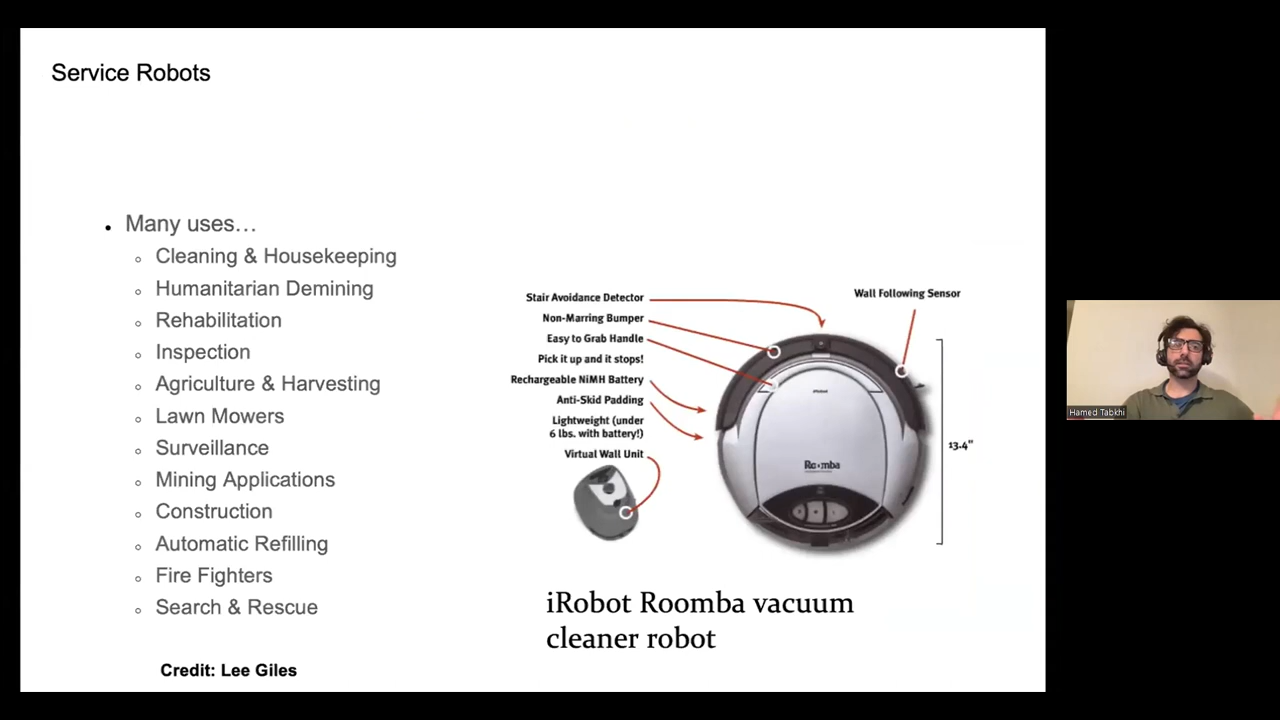 Service Robots
Many uses…
Cleaning & Housekeeping
Humanitarian Demining
Rehabilitation
Inspection
Agriculture & Harvesting
Lawn Mowers
Surveillance
Mining Applications
Construction
Automatic Refilling
Fire Fighters
Search & Rescue
Credit: Lee Giles
Stair Avoidance Detector
Non-Marring Bumper
Easy to Grab Handle
Pick it up and it stops!
Rechargeable NiMH Battery
Anti-Skid Padding
Lightweight (under
6 lbs. with battery!)
Virtual Wall Unit
Wall Following Sensor
13.4"
Roomba
iRobot Roomba vacuum
cleaner robot
Hamed Tabkhi